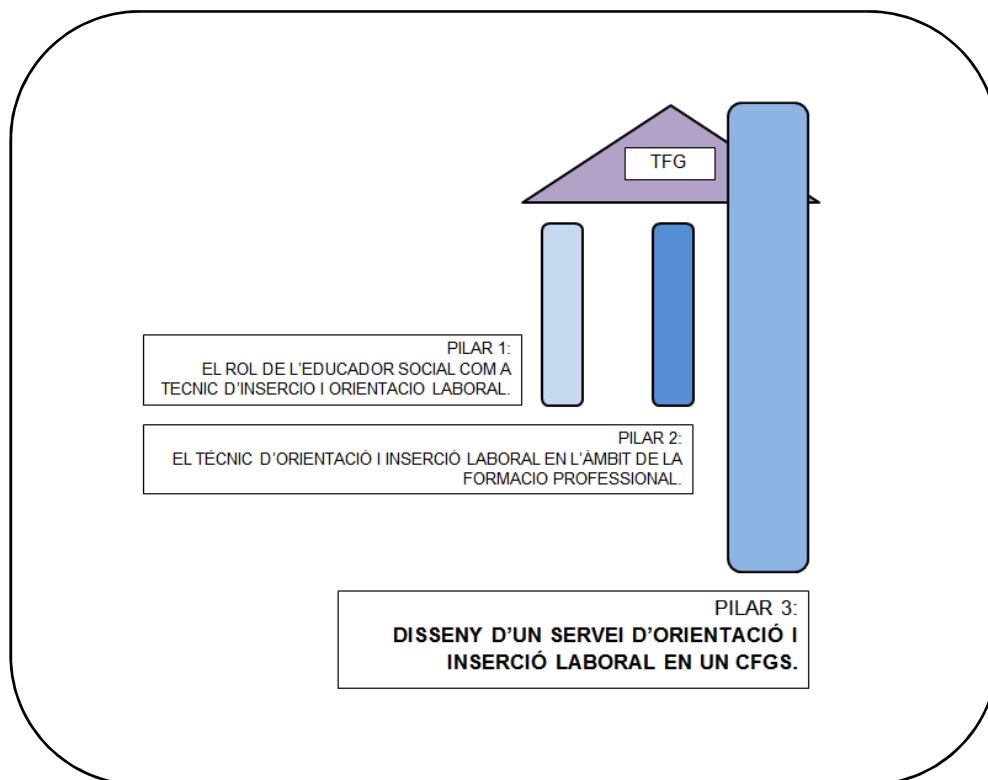 TFG
PILAR 1:
EL ROL DE L'EDUCADOR SOCIAL COM A
TECNIC D'INSERCIO I ORIENTACIO LABORAL.
PILAR 2:
EL TÈCNIC D'ORIENTACIÓ I INSERCIÓ LABORAL EN L'ÀMBIT DE LA
FORMACIO PROFESSIONAL.
PILAR 3:
DISSENY D'UN SERVEI D'ORIENTACIÓ I
INSERCIÓ LABORAL EN UN CFGS.